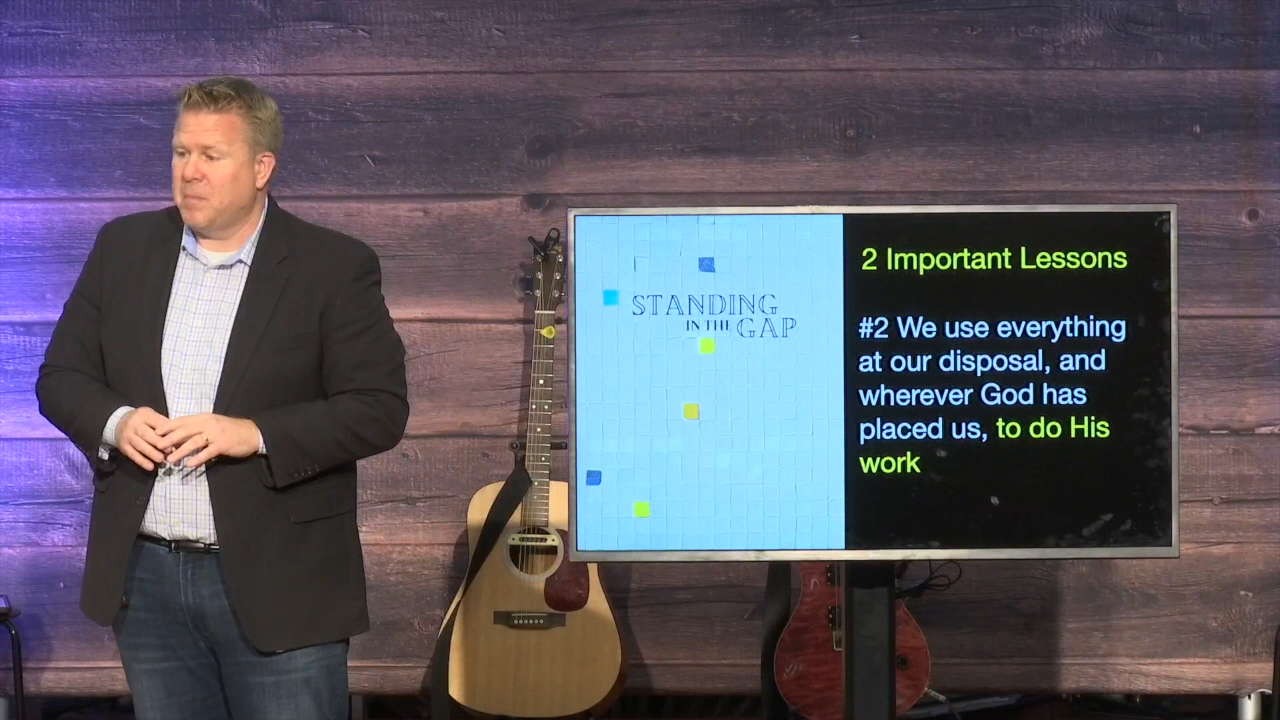 STANDING
IN THE GAP
2 Important Lessons
#2 We use everything
at our disposal, and
wherever God has
placed us, to do His
work